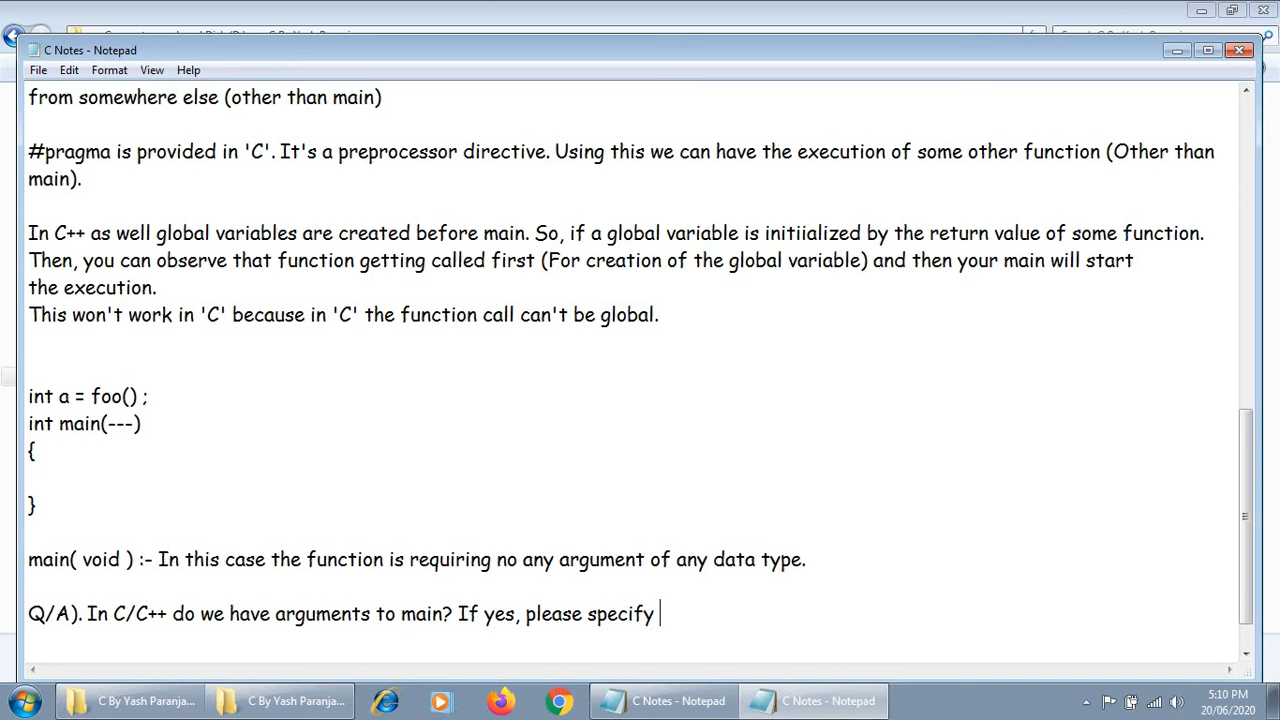 C Notes - Notepad
File Edit Format View Help
from somewhere else (other than main)
#pragma is provided in 'C'. It's a preprocessor directive. Using this we can have the execution of some other function (Other than
main).
In C++ as well global variables are created before main. So, if a global variable is initiialized by the return value of some function.
Then, you can observe that function getting called first (For creation of the global variable) and then your main will start
the execution.
This won't work in 'C' because in 'C' the function call can't be global.
int a = foo() ;
int main(---)
{
}
main( void ) :- In this case the function is requiring no any argument of any data type.
Q/A). In C/C++ do we have arguments to main? If yes, please specify
C By Yash Paranja... C By Yash Paranja... C Notes - Notepad C Notes - Notepad 5:10 PM
20/06/2020